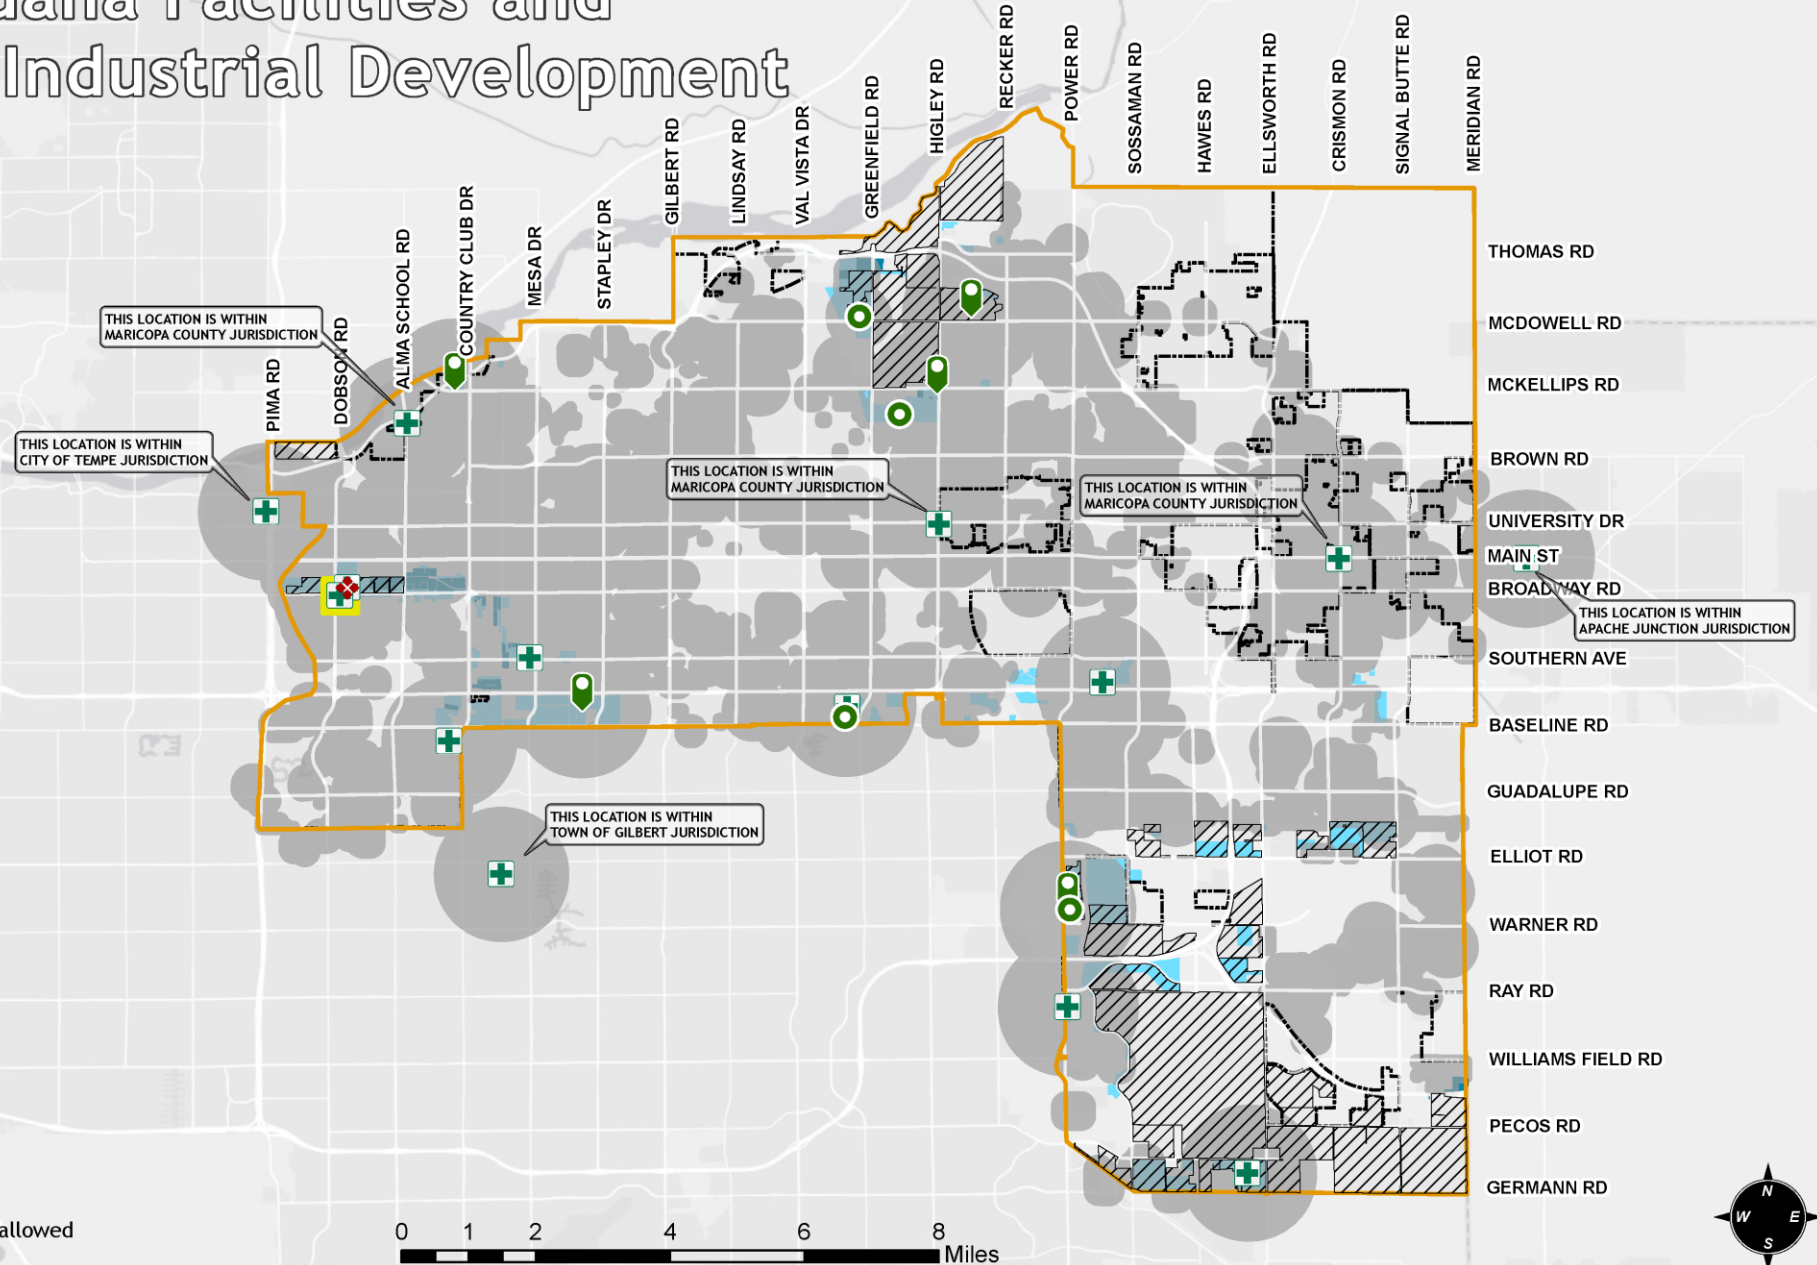 Facilities and
Industrial Development
PIMA RD
DOBSON RD
ALMA SCHOOL RD
COUNTRY CLUB DR
MESA DR
STAPLEY DR
GILBERT RD
LINDSAY RD
VAL VISTA DR
GREENFIELD RD
HIGLEY RD
RECKER RD
POWER RD
SOSSAMAN RD
HAWES RD
ELLSWORTH RD
CRISMON RD
SIGNAL BUTTE RD
MERIDIAN RD
THOMAS RD
MCDOWELL RD
MCKELLIPS RD
BROWN RD
UNIVERSITY DR
MAIN ST
BROADWAY RD
SOUTHERN AVE
BASELINE RD
GUADALUPE RD
ELLIOT RD
WARNER RD
RAY RD
WILLIAMS FIELD RD
PECOS RD
GERMANN RD
THIS LOCATION IS WITHIN
MARICOPA COUNTY JURISDICTION
THIS LOCATION IS WITHIN
CITY OF TEMPE JURISDICTION
THIS LOCATION IS WITHIN
MARICOPA COUNTY JURISDICTION
THIS LOCATION IS WITHIN
MARICOPA COUNTY JURISDICTION
THIS LOCATION IS WITHIN
APACHE JUNCTION JURISDICTION
THIS LOCATION IS WITHIN
TOWN OF GILBERT JURISDICTION
allowed
0 1 2 4 6 8
Miles
N
W E
S